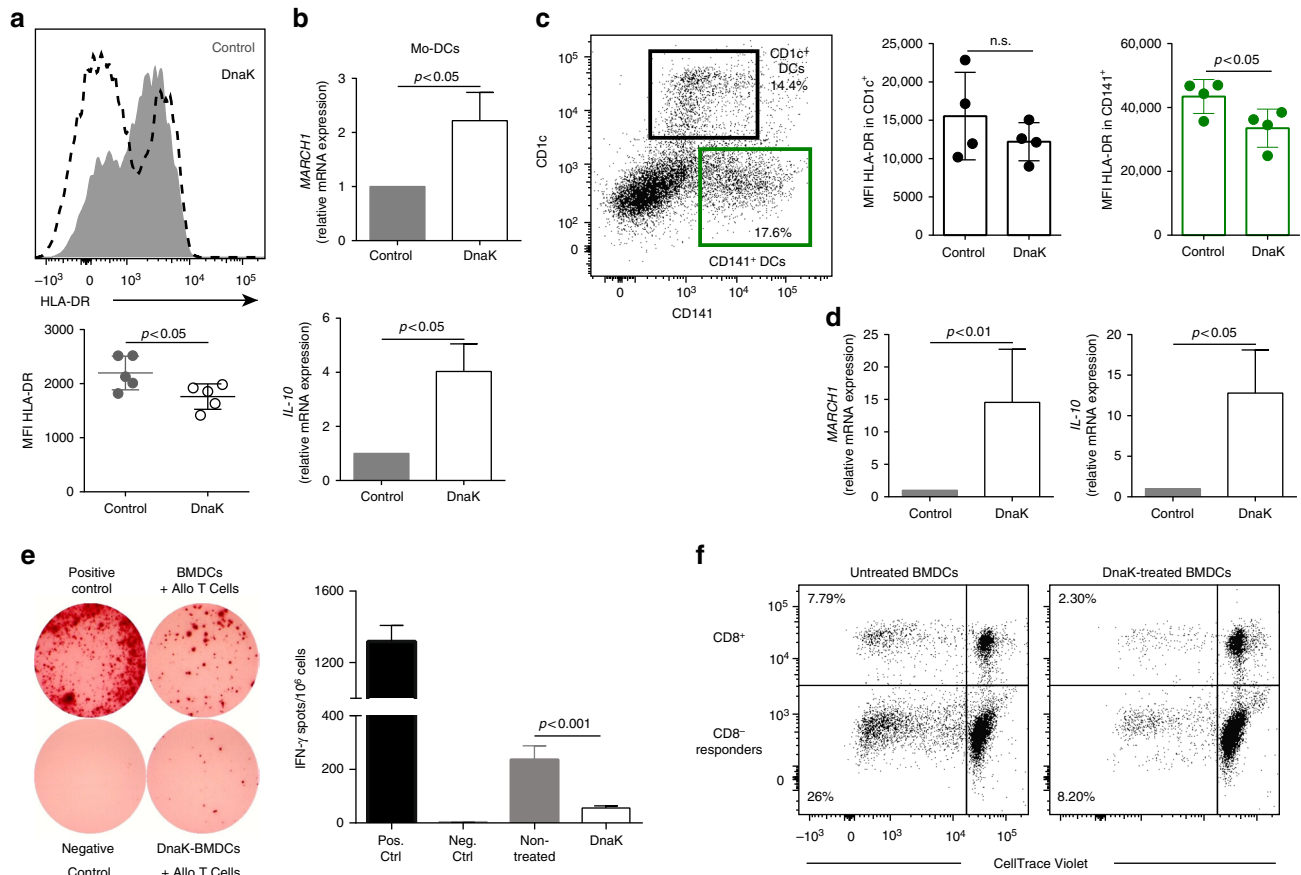 a
Control
DnaK
−10³ 0 10³ 10⁴ 10⁵
HLA-DR
p<0.05
MFI HLA-DR
3000
2000
1000
0
Control DnaK
b
Mo-DCs
p<0.05
MARCH1
(relative mRNA expression)
3
2
1
0
Control DnaK
p<0.05
IL-10
(relative mRNA expression)
6
4
2
0
Control DnaK
c
CD1c⁺
DCs
14.4%
17.6%
CD141⁺ DCs
CD1c
10⁵
10⁴
10³
10²
0
0 10³ 10⁴ 10⁵
CD141
n.s.
MFI HLA-DR in CD1c⁺
25,000
20,000
15,000
10,000
5000
0
Control DnaK
p<0.05
MFI HLA-DR in CD141⁺
60,000
40,000
20,000
0
Control DnaK
d
p<0.01
MARCH1
(relative mRNA expression)
25
20
15
10
5
0
Control DnaK
p<0.05
IL-10
(relative mRNA expression)
20
15
10
5
0
Control DnaK
e
Positive
control
BMDCs
+ Allo T Cells
Negative
Control
DnaK-BMDCs
+ Allo T Cells
IFN-γ spots/10⁶ cells
1600
1200
400
200
0
p<0.001
Pos.
Ctrl
Neg.
Ctrl
Non-
treated
DnaK
f
Untreated BMDCs
DnaK-treated BMDCs
7.79%
2.30%
26%
8.20%
CD8⁺
CD8⁻
responders
10⁵
10⁴
10³
0
−10³ 0 10³ 10⁴ 10⁵
CellTrace Violet